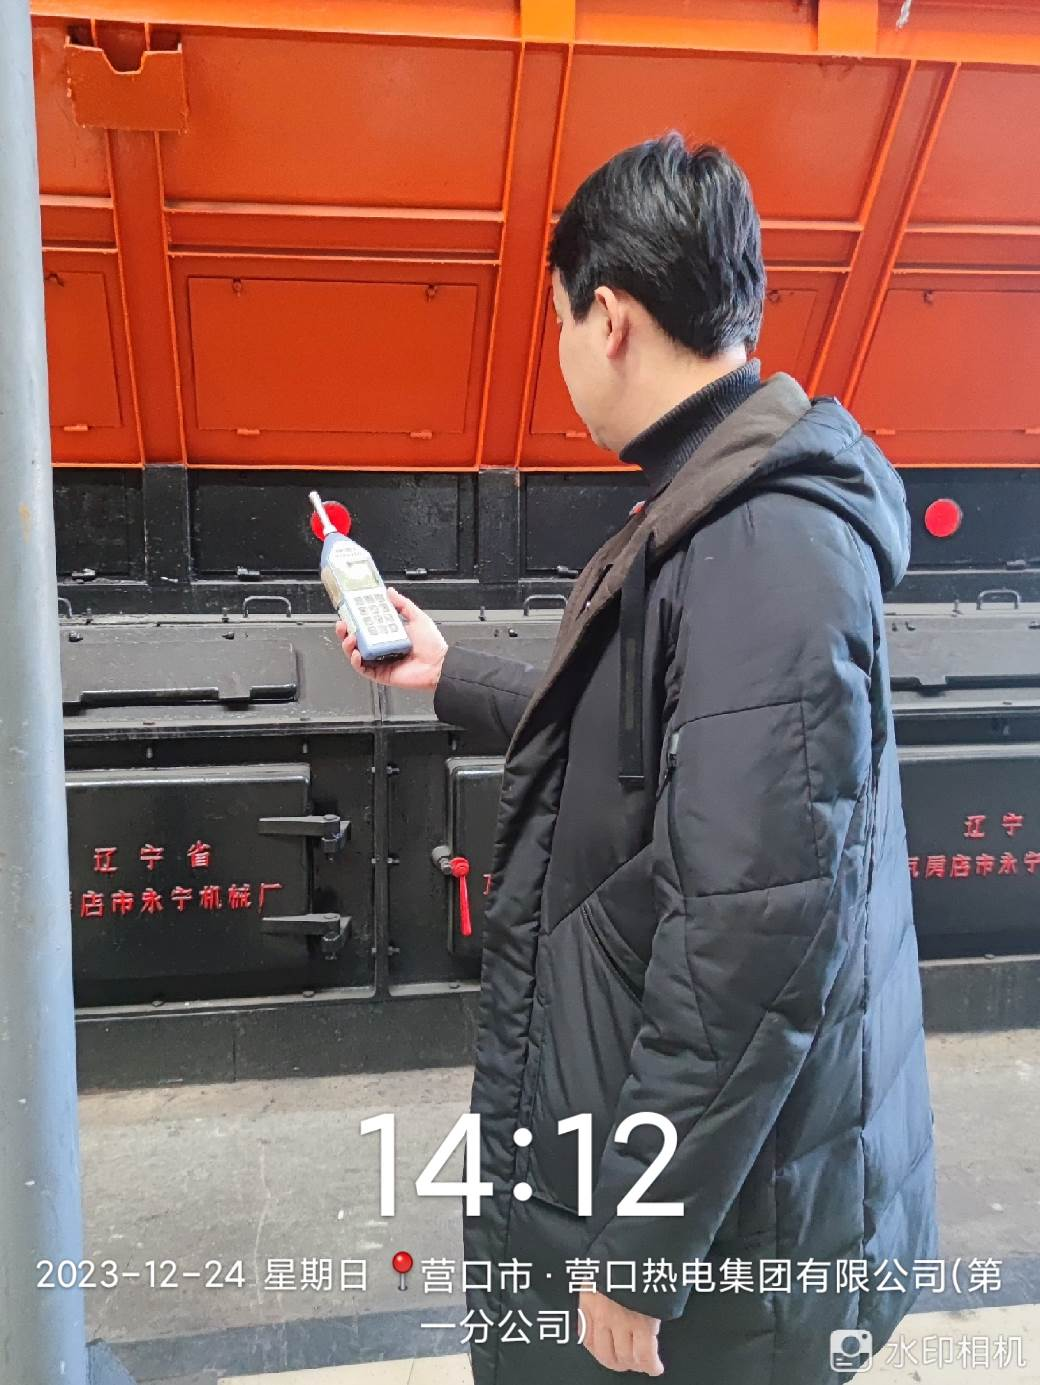 辽宁省
店市永宁机械厂
辽宁
房店市永宁
14:12
2023-12-24 星期日 营口市·营口热电集团有限公司(第
一分公司)
水印相机